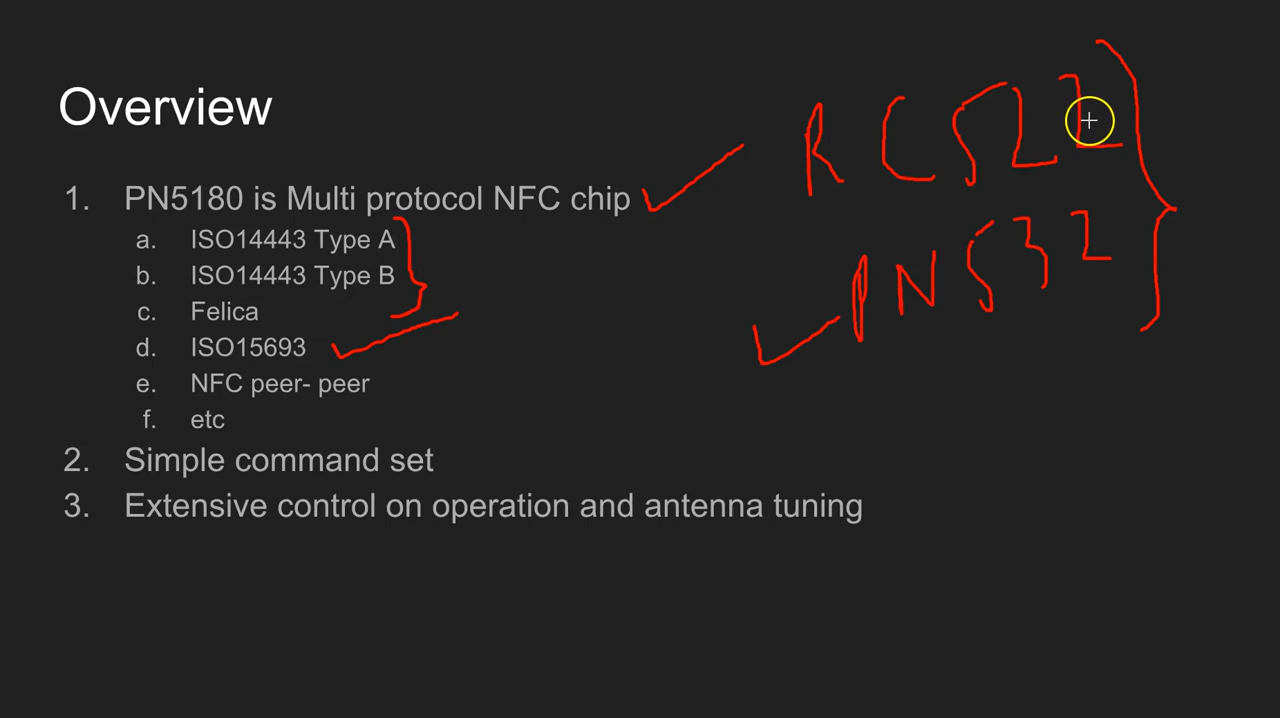 Overview
1. PN5180 is Multi protocol NFC chip
a. ISO14443 Type A
b. ISO14443 Type B
c. Felica
d. ISO15693
e. NFC peer- peer
f. etc
2. Simple command set
3. Extensive control on operation and antenna tuning
RC522
PN532